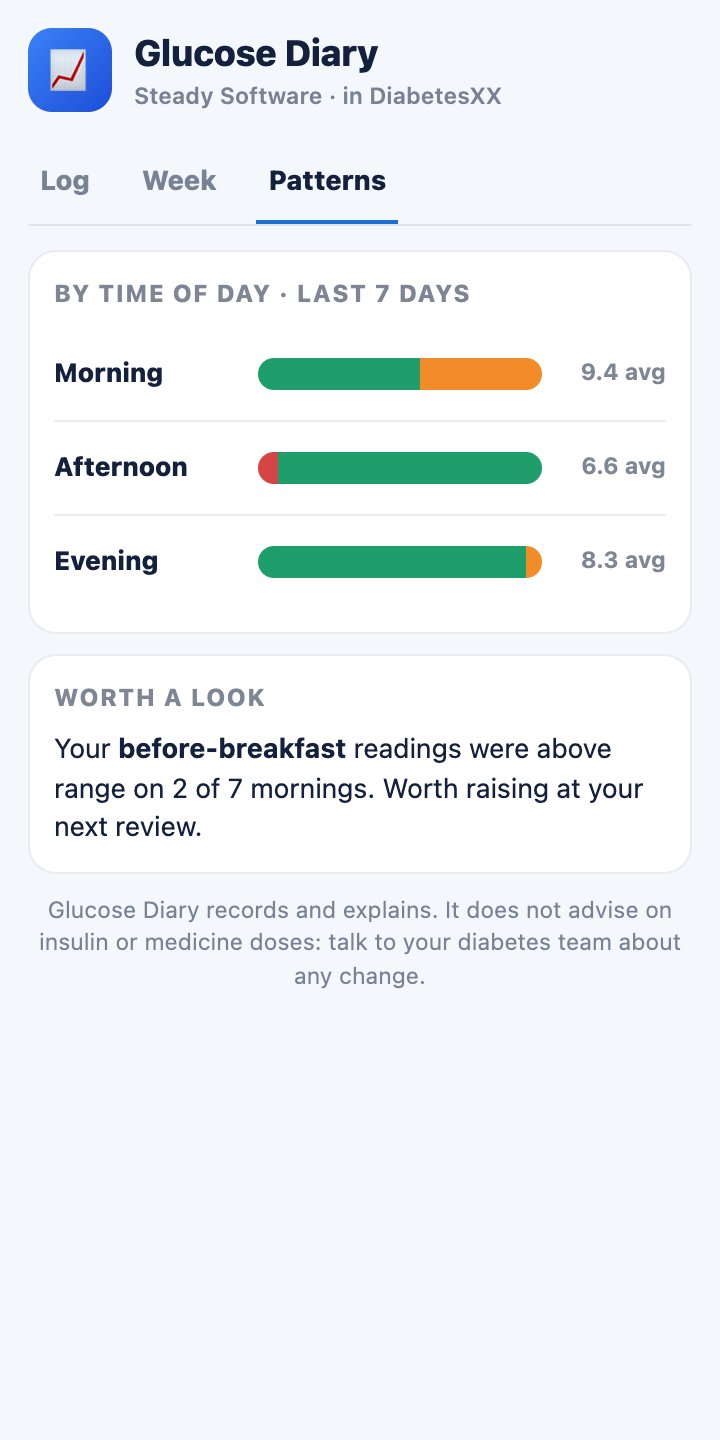 Glucose Diary
Steady Software · in DiabetesXX
Log Week Patterns
BY TIME OF DAY · LAST 7 DAYS
Morning 9.4 avg
Afternoon 6.6 avg
Evening 8.3 avg
WORTH A LOOK
Your before-breakfast readings were above
range on 2 of 7 mornings. Worth raising at your
next review.
Glucose Diary records and explains. It does not advise on
insulin or medicine doses: talk to your diabetes team about
any change.